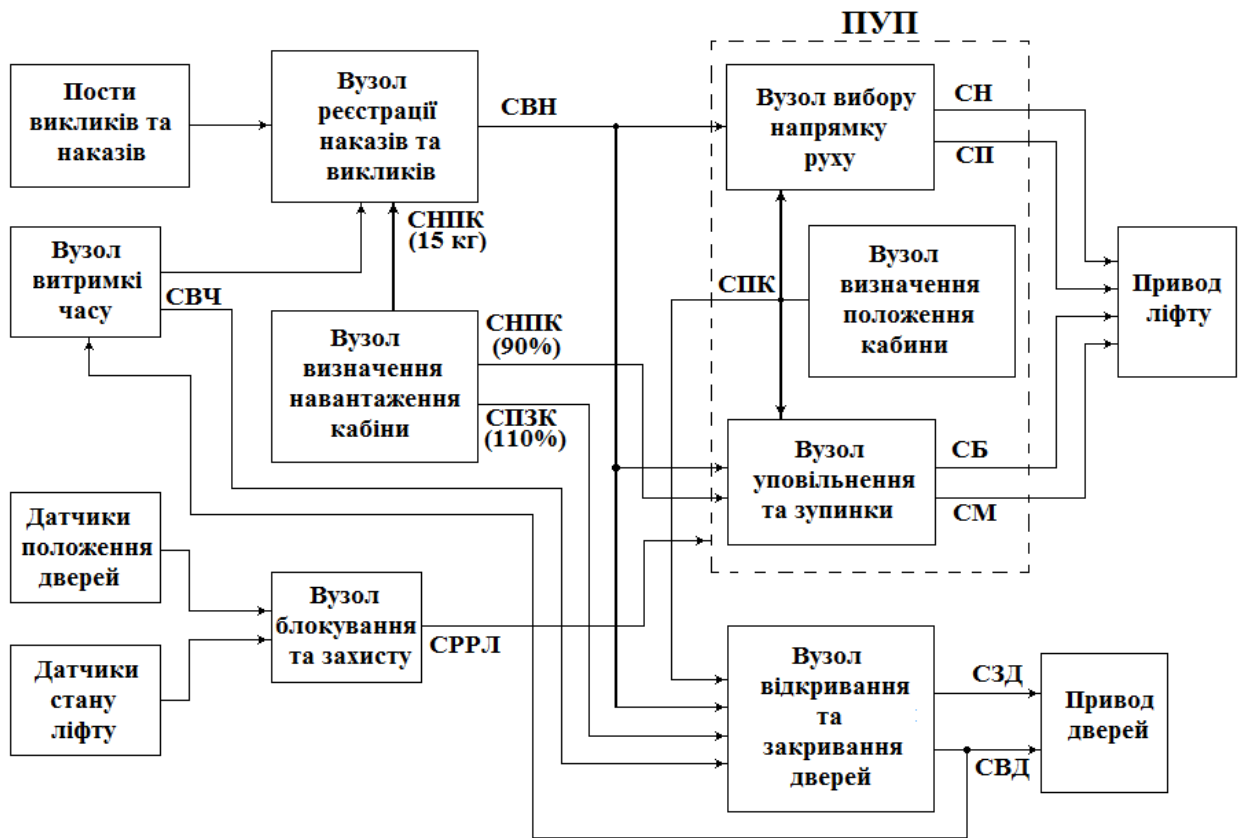 ПУП
Пости
викликів та
наказів
Вузол
реєстрації
наказів та
викликів
СВН
Вузол вибору
напрямку
руху
СН
СП
СНПК
(15 кг)
Вузол
витримкі
часу
СВЧ
Вузол
визначення
навантаження
кабіни
СНПК
(90%)
СПЗК
(110%)
СПК
Вузол
визначення
положення
кабини
Привод
ліфту
Вузол
уповільнення
та зупинки
СБ
СМ
Датчики
положення
дверей
Вузол
блокування
та захисту
СРРЛ
Датчики
стану
ліфту
Вузол
відкривання
та
закривання
дверей
СЗД
СВД
Привод
дверей